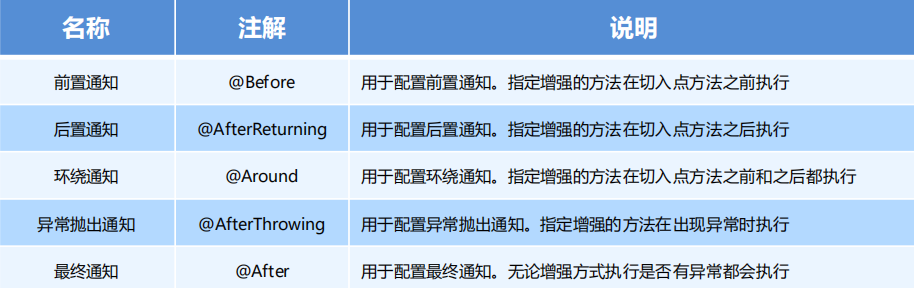 名称 注解 说明
前置通知 @Before 用于配置前置通知。指定增强的方法在切入点方法之前执行
后置通知 @AfterReturning 用于配置后置通知。指定增强的方法在切入点方法之后执行
环绕通知 @Around 用于配置环绕通知。指定增强的方法在切入点方法之前和之后都执行
异常抛出通知 @AfterThrowing 用于配置异常抛出通知。指定增强的方法在出现异常时执行
最终通知 @After 用于配置最终通知。无论增强方式执行是否有异常都会执行